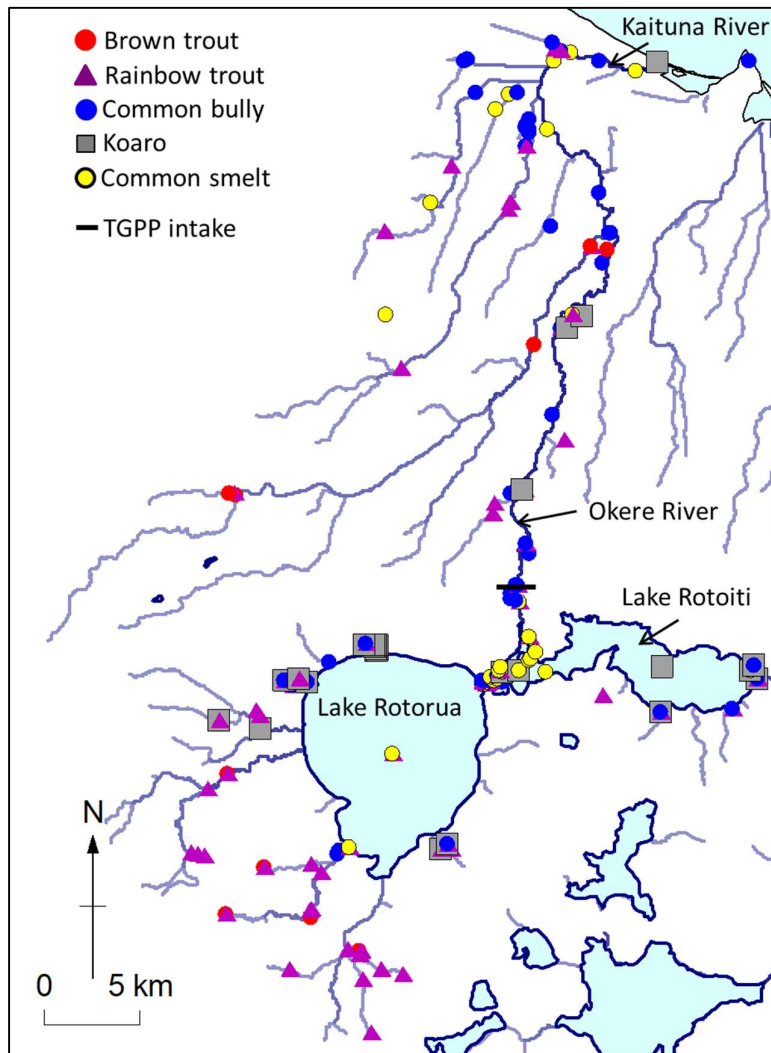 Kaituna River
Brown trout
Rainbow trout
Common bully
Koaro
Common smelt
TGPP intake
Okere River
Lake Rotoiti
Lake Rotorua
N
0 5 km